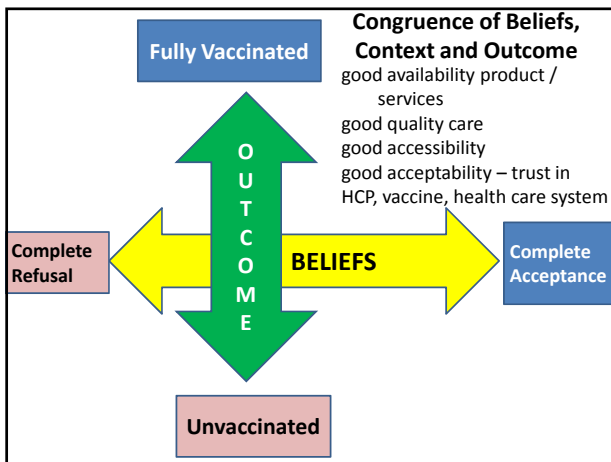 Congruence of Beliefs,
Context and Outcome
Fully Vaccinated
good availability product /
services
good quality care
good accessibility
good acceptability – trust in
HCP, vaccine, health care system
OUTCOME
Complete
Refusal
BELIEFS
Complete
Acceptance
Unvaccinated